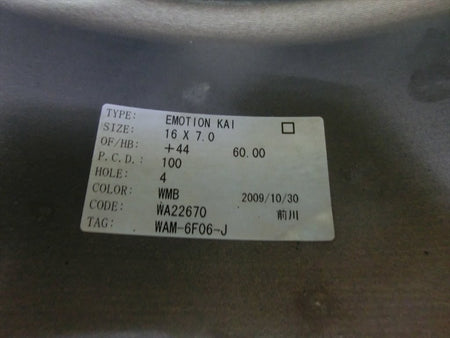 TYPE: EMOTION KAI
SIZE: 16 X 7.0
OF/HB: +44 60.00
P.C.D.: 100
HOLE: 4
COLOR: WMB 2009/10/30
CODE: WA22670 前川
TAG: WAM-6F06-J